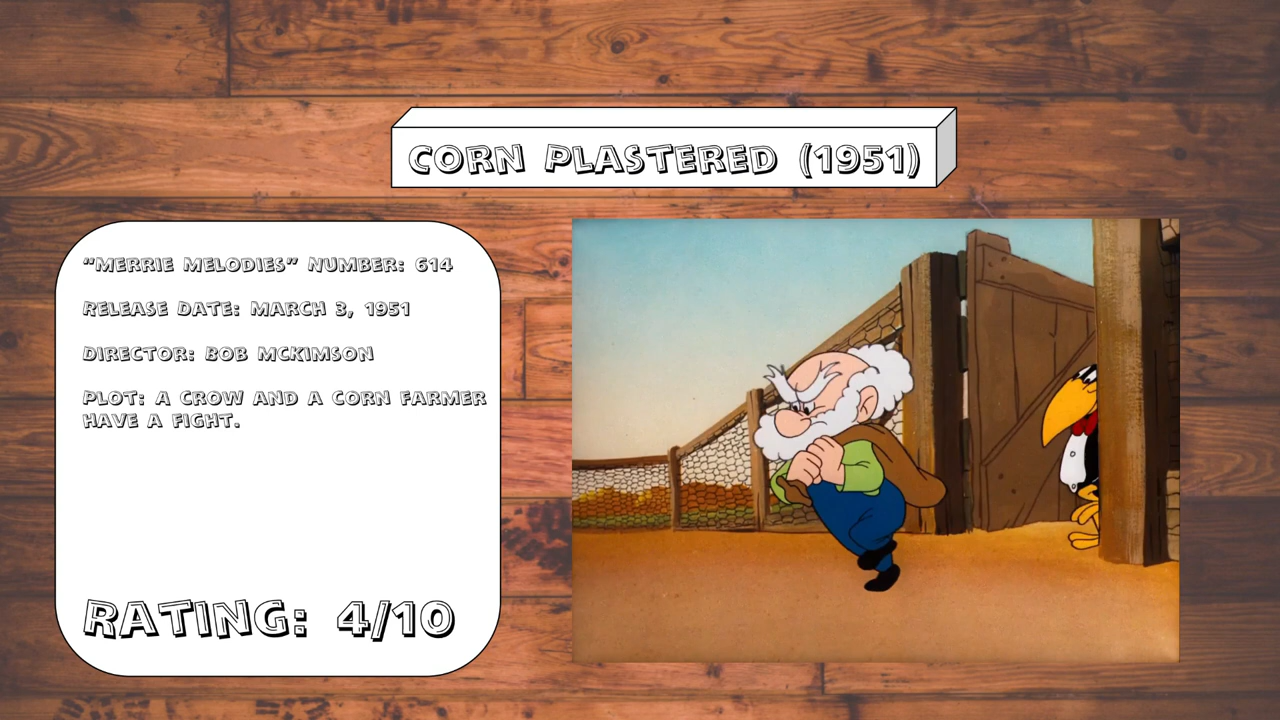 CORN PLASTERED (1951)
"MERRIE MELODIES" NUMBER: 614
RELEASE DATE: MARCH 3, 1951
DIRECTOR: BOB MCKIMSON
PLOT: A CROW AND A CORN FARMER
HAVE A FIGHT.
RATING: 4/10